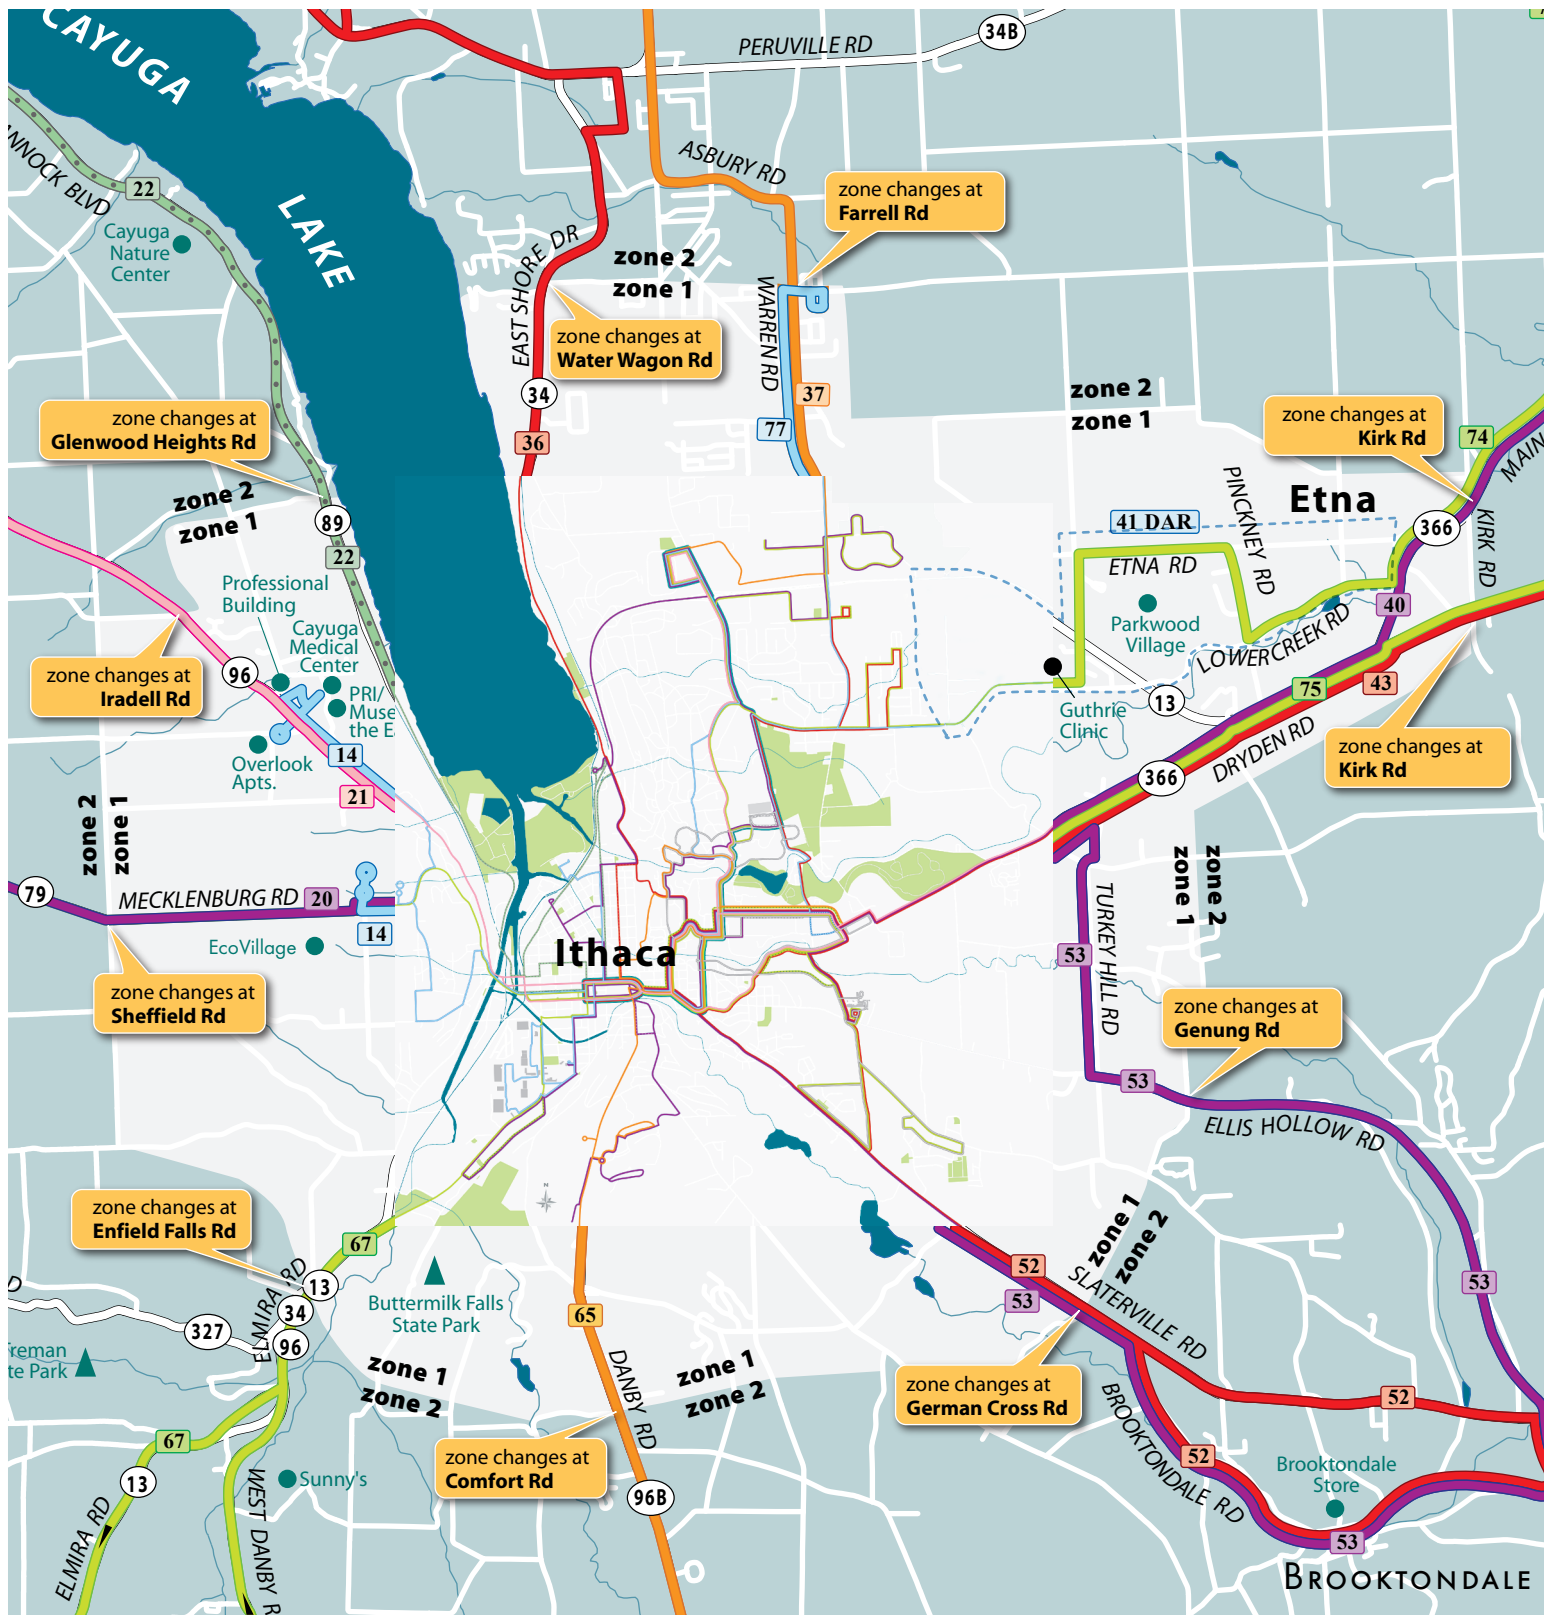 CAYUGA
LAKE
34B
PERUVILLE RD
ANNOCK BLVD
22
Cayuga
Nature
Center
ASBURY RD
zone changes at
Farrell Rd
EAST SHORE DR
zone 2
zone 1
WARREN RD
zone changes at
Water Wagon Rd
34
36
37
77
zone 2
zone 1
zone changes at
Kirk Rd
74
MAIN
zone changes at
Glenwood Heights Rd
zone 2
zone 1
89
22
Etna
41 DAR
PINCKNEY RD
366
KIRK RD
ETNA RD
40
Parkwood
Village
LOWER CREEK RD
Professional
Building
Cayuga
Medical
Center
PRI/
Muse
the E
zone changes at
Iradell Rd
96
Overlook
Apts.
14
21
Guthrie
Clinic
13
75
43
DRYDEN RD
366
zone changes at
Kirk Rd
zone 2
zone 1
79
MECKLENBURG RD
20
14
EcoVillage
zone changes at
Sheffield Rd
Ithaca
zone 1
zone 2
TURKEY HILL RD
53
zone changes at
Genung Rd
53
ELLIS HOLLOW RD
N
zone changes at
Enfield Falls Rd
67
13
34
96
ELMIRA RD
327
D
reman
te Park
Buttermilk Falls
State Park
65
DANBY RD
zone 1
zone 2
zone 1
zone 2
zone 1
zone 2
52
53
SLATERVILLE RD
53
zone changes at
German Cross Rd
52
BROOKTONDALE RD
52
zone changes at
Comfort Rd
96B
67
13
Sunny's
ELMIRA RD
WEST DANBY R
Brooktondale
Store
53
BROOKTONDALE